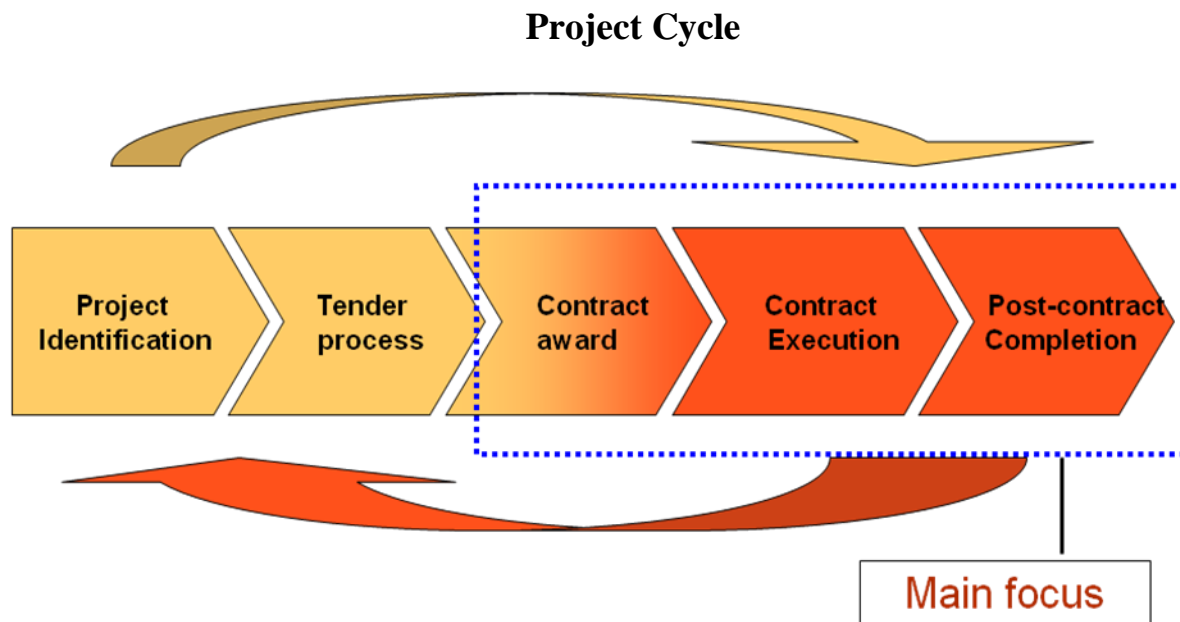 Project Cycle
Project
Identification
Tender
process
Contract
award
Contract
Execution
Post-contract
Completion
Main focus